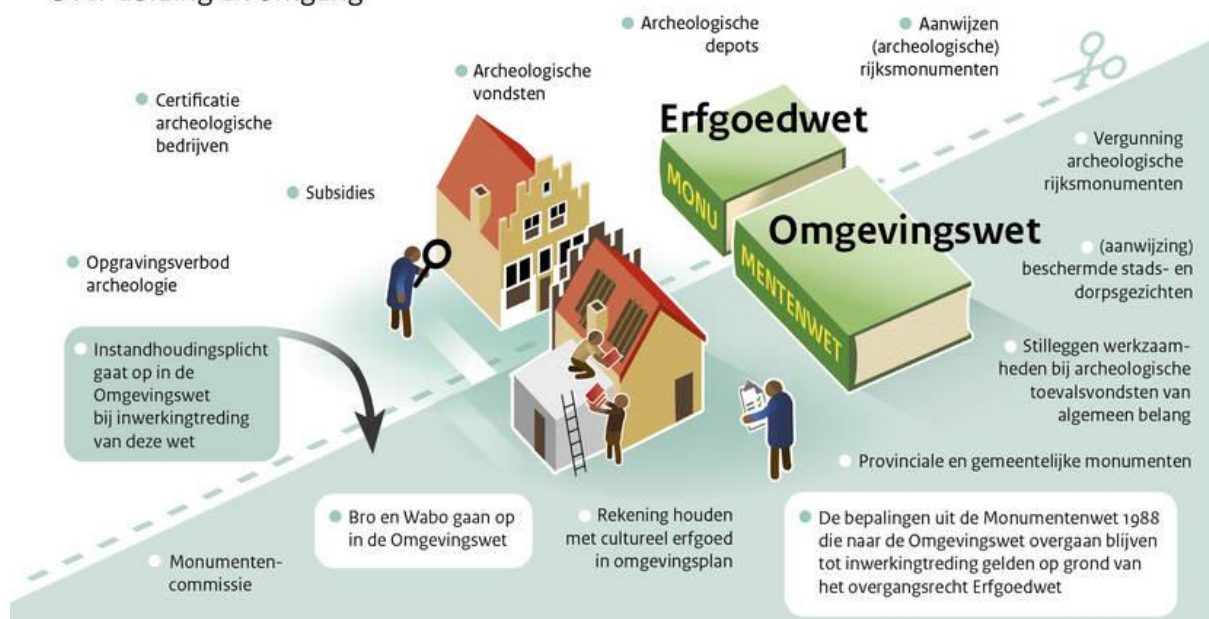 Archeologische
depots
Aanwijzen
(archeologische)
rijksmonumenten
Archeologische
vondsten
Certificatie
archeologische
bedrijven
Subsidies
Opgravingsverbod
archeologie
Erfgoedwet
MONU
Omgevingswet
MENTENWET
Vergunning
archeologische
rijksmonumenten
(aanwijzing)
beschermde stads- en
dorpsgezichten
Stilleggen werkzaam-
heden bij archeologische
toevalsvondsten van
algemeen belang
Provinciale en gemeentelijke monumenten
Instandhoudingsplicht
gaat op in de
Omgevingswet
bij inwerkingtreding
van deze wet
Monumenten-
commissie
Bro en Wabo gaan op
in de Omgevingswet
Rekening houden
met cultureel erfgoed
in omgevingsplan
De bepalingen uit de Monumentenwet 1988
die naar de Omgevingswet overgaan blijven
tot inwerkingtreding gelden op grond van
het overgangsrecht Erfgoedwet